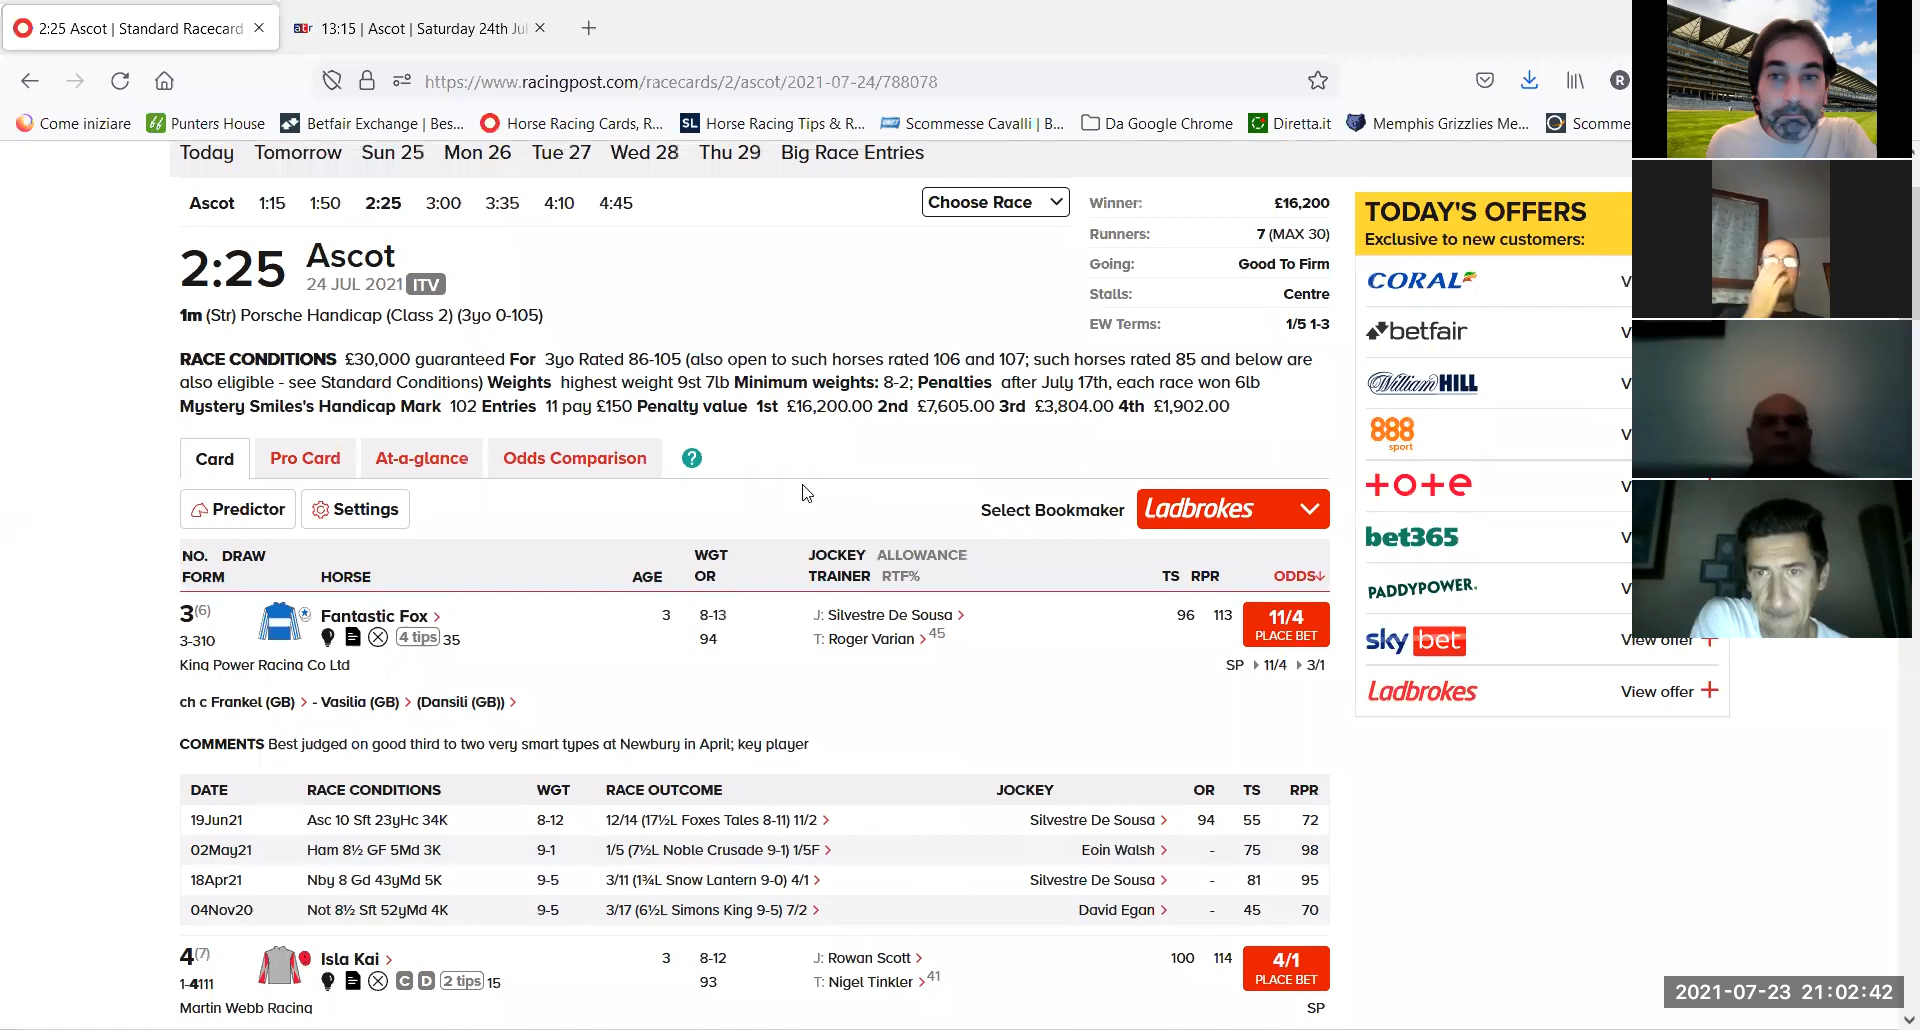 2:25 Ascot | Standard Racecard
atr 13:15 | Ascot | Saturday 24th Ju
https://www.racingpost.com/racecards/2/ascot/2021-07-24/788078
R
Come iniziare
Punters House
Betfair Exchange | Bes...
Horse Racing Cards, R...
SL Horse Racing Tips & R...
Scommesse Cavalli | B...
Da Google Chrome
Diretta.it
Memphis Grizzlies Me...
Scomme
Today Tomorrow Sun 25 Mon 26 Tue 27 Wed 28 Thu 29 Big Race Entries
Ascot 1:15 1:50 2:25 3:00 3:35 4:10 4:45
Choose Race
2:25 Ascot
24 JUL 2021 ITV
1m (Str) Porsche Handicap (Class 2) (3yo 0-105)
Winner: £16,200
Runners: 7 (MAX 30)
Going: Good To Firm
Stalls: Centre
EW Terms: 1/5 1-3
RACE CONDITIONS £30,000 guaranteed For 3yo Rated 86-105 (also open to such horses rated 106 and 107; such horses rated 85 and below are
also eligible - see Standard Conditions) Weights highest weight 9st 7lb Minimum weights: 8-2; Penalties after July 17th, each race won 6lb
Mystery Smiles's Handicap Mark 102 Entries 11 pay £150 Penalty value 1st £16,200.00 2nd £7,605.00 3rd £3,804.00 4th £1,902.00
Card Pro Card At-a-glance Odds Comparison ?
Predictor Settings
Select Bookmaker Ladbrokes
NO. DRAW WGT JOCKEY ALLOWANCE
FORM HORSE AGE OR TRAINER RTF% TS RPR ODDS
3(6) Fantastic Fox 3 8-13 J: Silvestre De Sousa 96 113 11/4
3-310 4 tips 35 94 T: Roger Varian 45 PLACE BET
King Power Racing Co Ltd SP 11/4 3/1
ch c Frankel (GB) - Vasilia (GB) (Dansili (GB))
COMMENTS Best judged on good third to two very smart types at Newbury in April; key player
DATE RACE CONDITIONS WGT RACE OUTCOME JOCKEY OR TS RPR
19Jun21 Asc 10 Sft 23yHc 34K 8-12 12/14 (17½L Foxes Tales 8-11) 11/2 Silvestre De Sousa 94 55 72
02May21 Ham 8½ GF 5Md 3K 9-1 1/5 (7½L Noble Crusade 9-1) 1/5F Eoin Walsh - 75 98
18Apr21 Nby 8 Gd 43yMd 5K 9-5 3/11 (1¾L Snow Lantern 9-0) 4/1 Silvestre De Sousa - 81 95
04Nov20 Not 8½ Sft 52yMd 4K 9-5 3/17 (6½L Simons King 9-5) 7/2 David Egan - 45 70
4(7) Isla Kai 3 8-12 J: Rowan Scott 100 114 4/1
1-4111 C D 2 tips 15 93 T: Nigel Tinkler 41 PLACE BET
Martin Webb Racing SP
TODAY'S OFFERS
Exclusive to new customers:
CORAL V
betfair V
William HILL V
888 sport V
tote V
bet365 V
PADDYPOWER. V
sky bet View offer +
Ladbrokes View offer +
2021-07-23 21:02:42